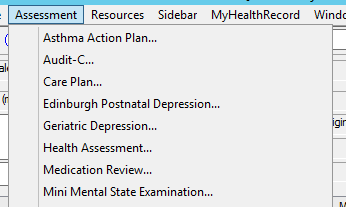 Assessment Resources Sidebar MyHealthRecord
Asthma Action Plan...
Audit-C...
Care Plan...
Edinburgh Postnatal Depression...
Geriatric Depression...
Health Assessment...
Medication Review...
Mini Mental State Examination...